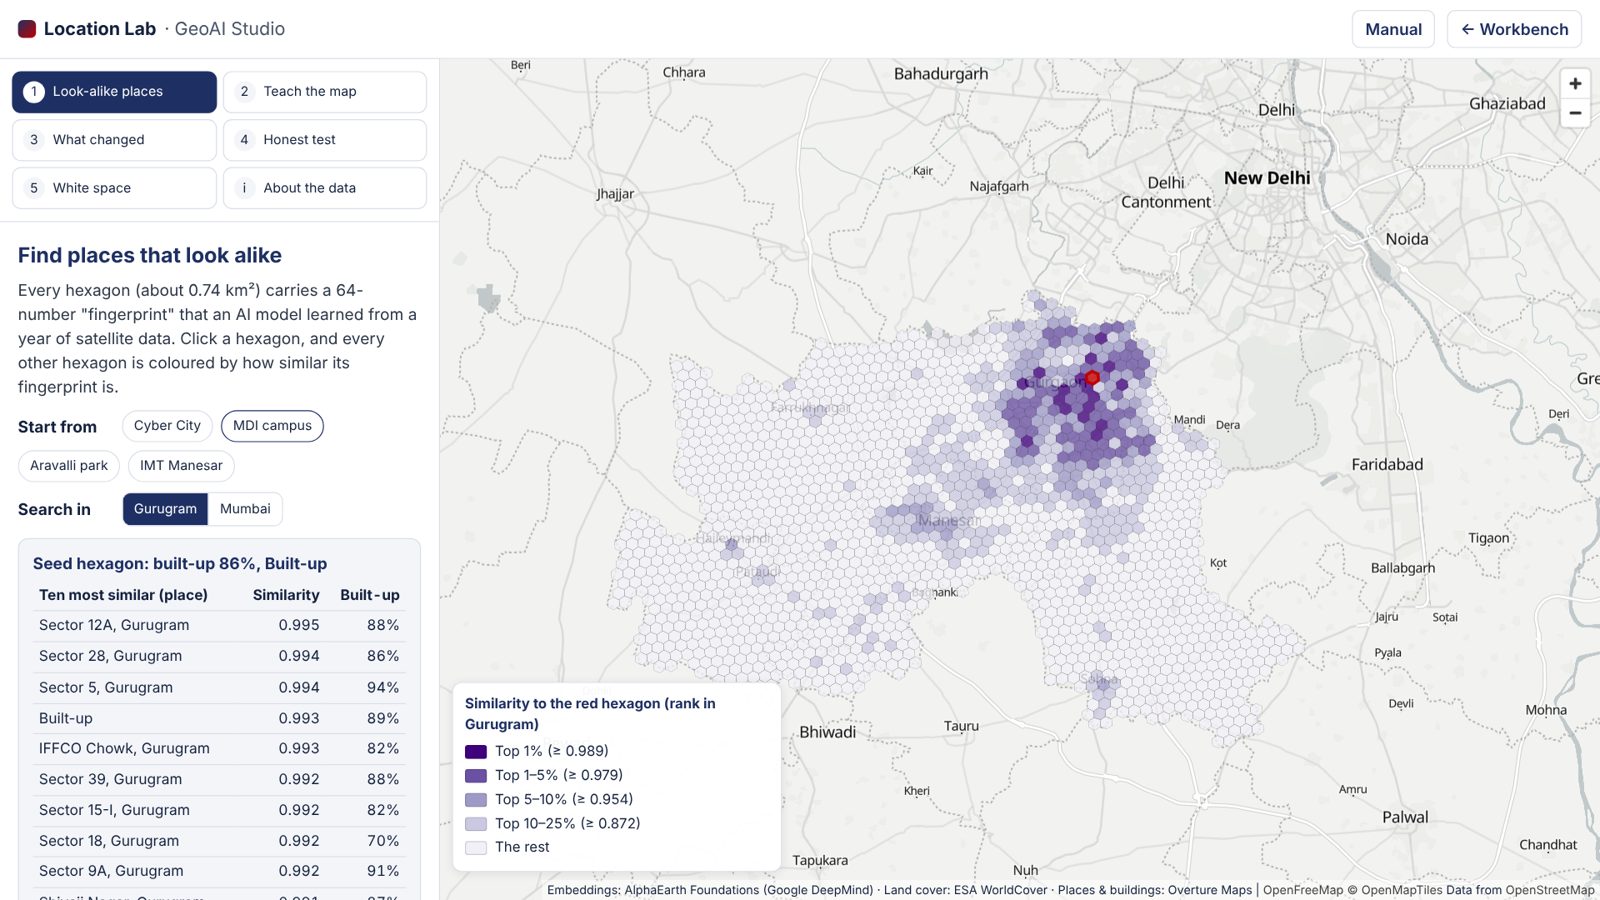 Location Lab · GeoAI Studio
Manual
← Workbench
1 Look-alike places
2 Teach the map
3 What changed
4 Honest test
5 White space
i About the data
Find places that look alike
Every hexagon (about 0.74 km²) carries a 64-
number "fingerprint" that an AI model learned from a
year of satellite data. Click a hexagon, and every
other hexagon is coloured by how similar its
fingerprint is.
Start from Cyber City MDI campus
Aravalli park IMT Manesar
Search in Gurugram Mumbai
Seed hexagon: built-up 86%, Built-up
Ten most similar (place) Similarity Built-up
Sector 12A, Gurugram 0.995 88%
Sector 28, Gurugram 0.994 86%
Sector 5, Gurugram 0.994 94%
Built-up 0.993 89%
IFFCO Chowk, Gurugram 0.993 82%
Sector 39, Gurugram 0.992 88%
Sector 15-I, Gurugram 0.992 82%
Sector 18, Gurugram 0.992 70%
Sector 9A, Gurugram 0.992 91%
Beri
Chhara
Bahadurgarh
Delhi
Ghaziabad
+
−
Kair
Najafgarh
Jhajjar
Delhi
Cantonment
New Delhi
Noida
Gurgaon
Farrukhnagar
Mandi
Dera
Deri
Faridabad
Manesar
Haileymandi
Pataudi
Tigaon
Kot
Ballabgarh
Jajru
Sotai
Pyala
Sohna
Devli
Mohna
Bhiwadi
Tauru
Kheri
Amru
Palwal
Chandhat
Tapukara
Nuh
Similarity to the red hexagon (rank in
Gurugram)
Top 1% (≥ 0.989)
Top 1–5% (≥ 0.979)
Top 5–10% (≥ 0.954)
Top 10–25% (≥ 0.872)
The rest
Embeddings: AlphaEarth Foundations (Google DeepMind) · Land cover: ESA WorldCover · Places & buildings: Overture Maps | OpenFreeMap © OpenMapTiles Data from OpenStreetMap